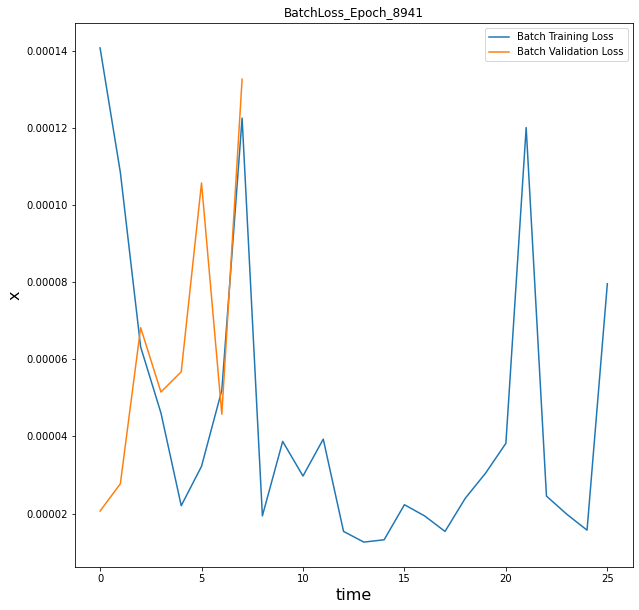 BatchLoss_Epoch_8941
Batch Training Loss
Batch Validation Loss
0.00014
0.00012
0.00010
0.00008
0.00006
0.00004
0.00002
x
0 5 10 15 20 25
time